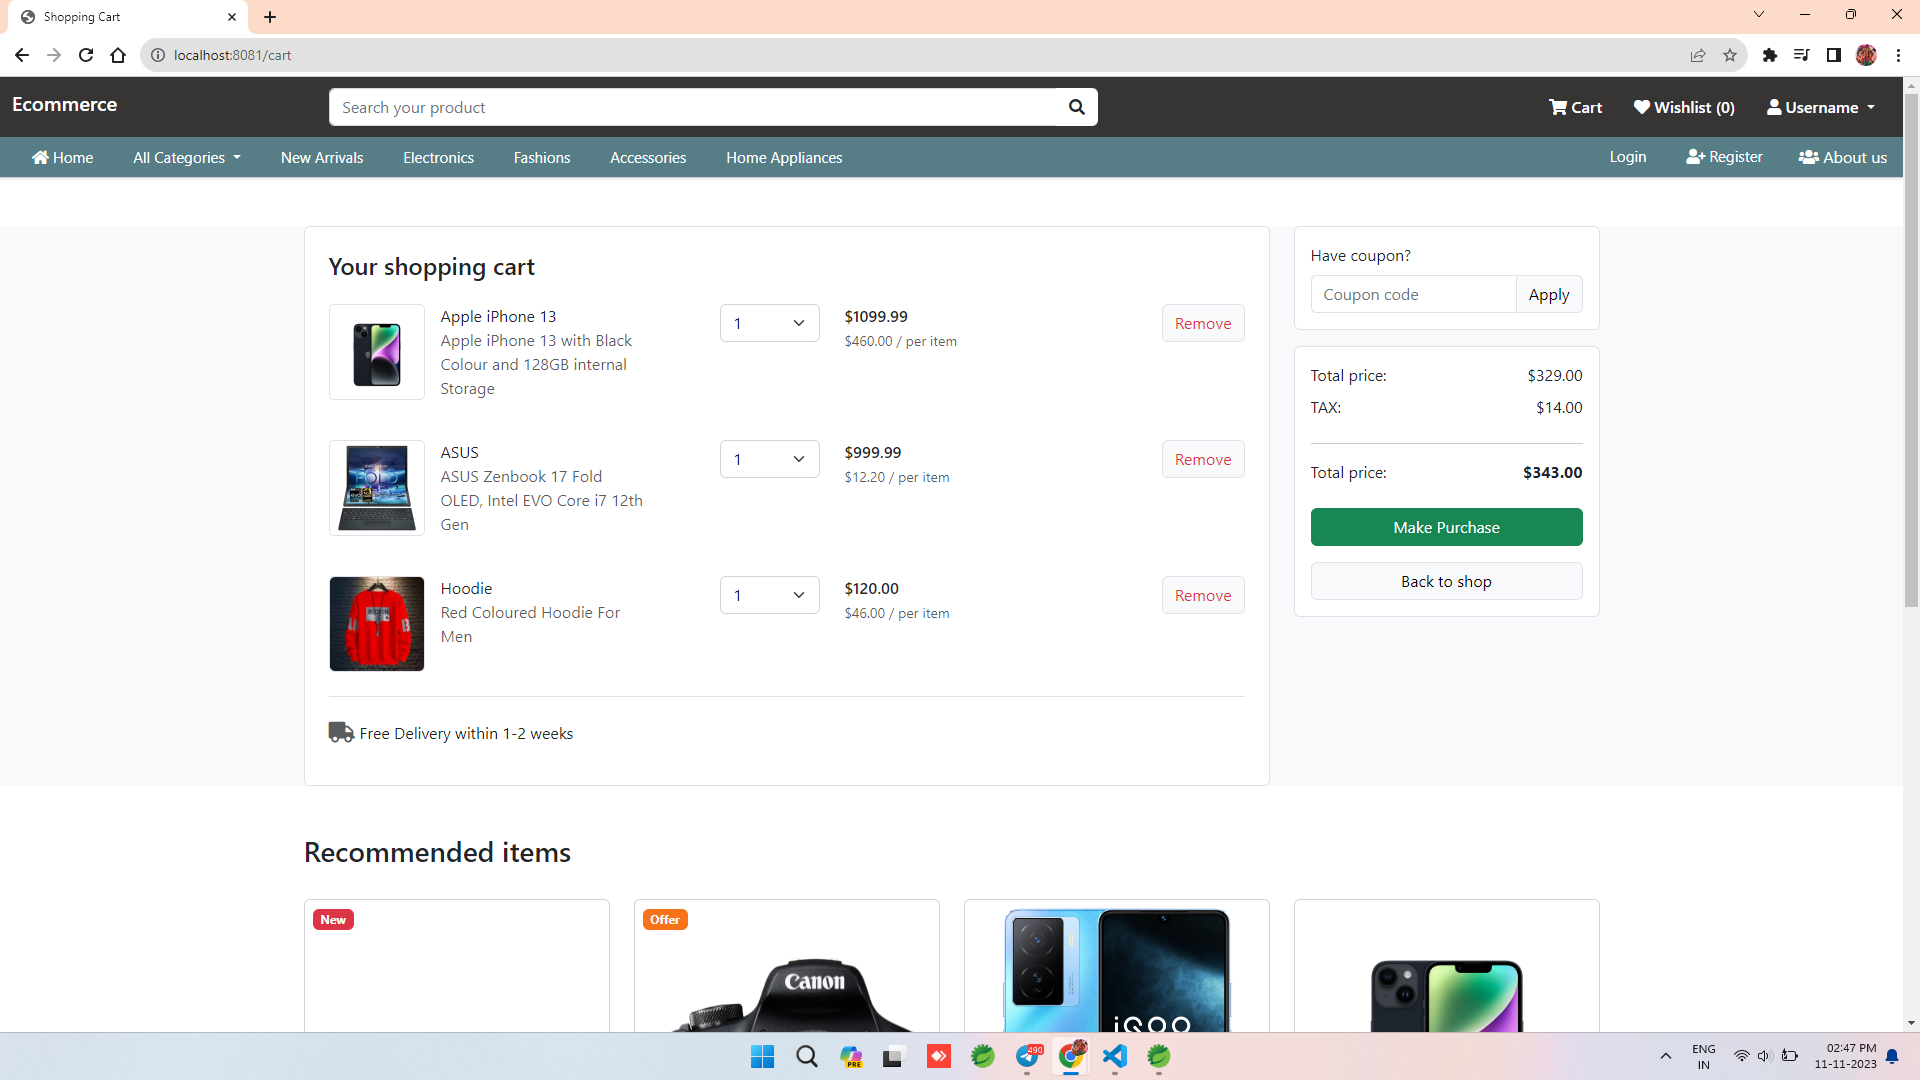 Shopping Cart
localhost:8081/cart
Ecommerce
Search your product
Cart
Wishlist (0)
Username
Home
All Categories
New Arrivals
Electronics
Fashions
Accessories
Home Appliances
Login
Register
About us
Your shopping cart
Apple iPhone 13
Apple iPhone 13 with Black
Colour and 128GB internal
Storage
1
$1099.99
$460.00 / per item
Remove
ASUS
ASUS Zenbook 17 Fold
OLED, Intel EVO Core i7 12th
Gen
1
$999.99
$12.20 / per item
Remove
Hoodie
Red Coloured Hoodie For
Men
1
$120.00
$46.00 / per item
Remove
Free Delivery within 1-2 weeks
Have coupon?
Coupon code
Apply
Total price:
$329.00
TAX:
$14.00
Total price:
$343.00
Make Purchase
Back to shop
Recommended items
New
Offer
Canon
iQOO
PRE
490
ENG
IN
02:47 PM
11-11-2023